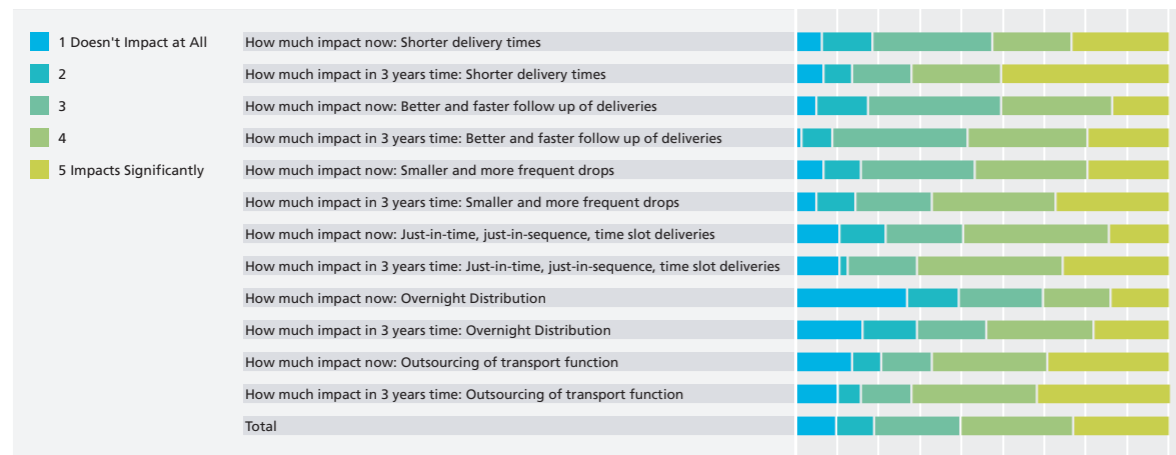 1 Doesn't Impact at All
2
3
4
5 Impacts Significantly
How much impact now: Shorter delivery times
How much impact in 3 years time: Shorter delivery times
How much impact now: Better and faster follow up of deliveries
How much impact in 3 years time: Better and faster follow up of deliveries
How much impact now: Smaller and more frequent drops
How much impact in 3 years time: Smaller and more frequent drops
How much impact now: Just-in-time, just-in-sequence, time slot deliveries
How much impact in 3 years time: Just-in-time, just-in-sequence, time slot deliveries
How much impact now: Overnight Distribution
How much impact in 3 years time: Overnight Distribution
How much impact now: Outsourcing of transport function
How much impact in 3 years time: Outsourcing of transport function
Total